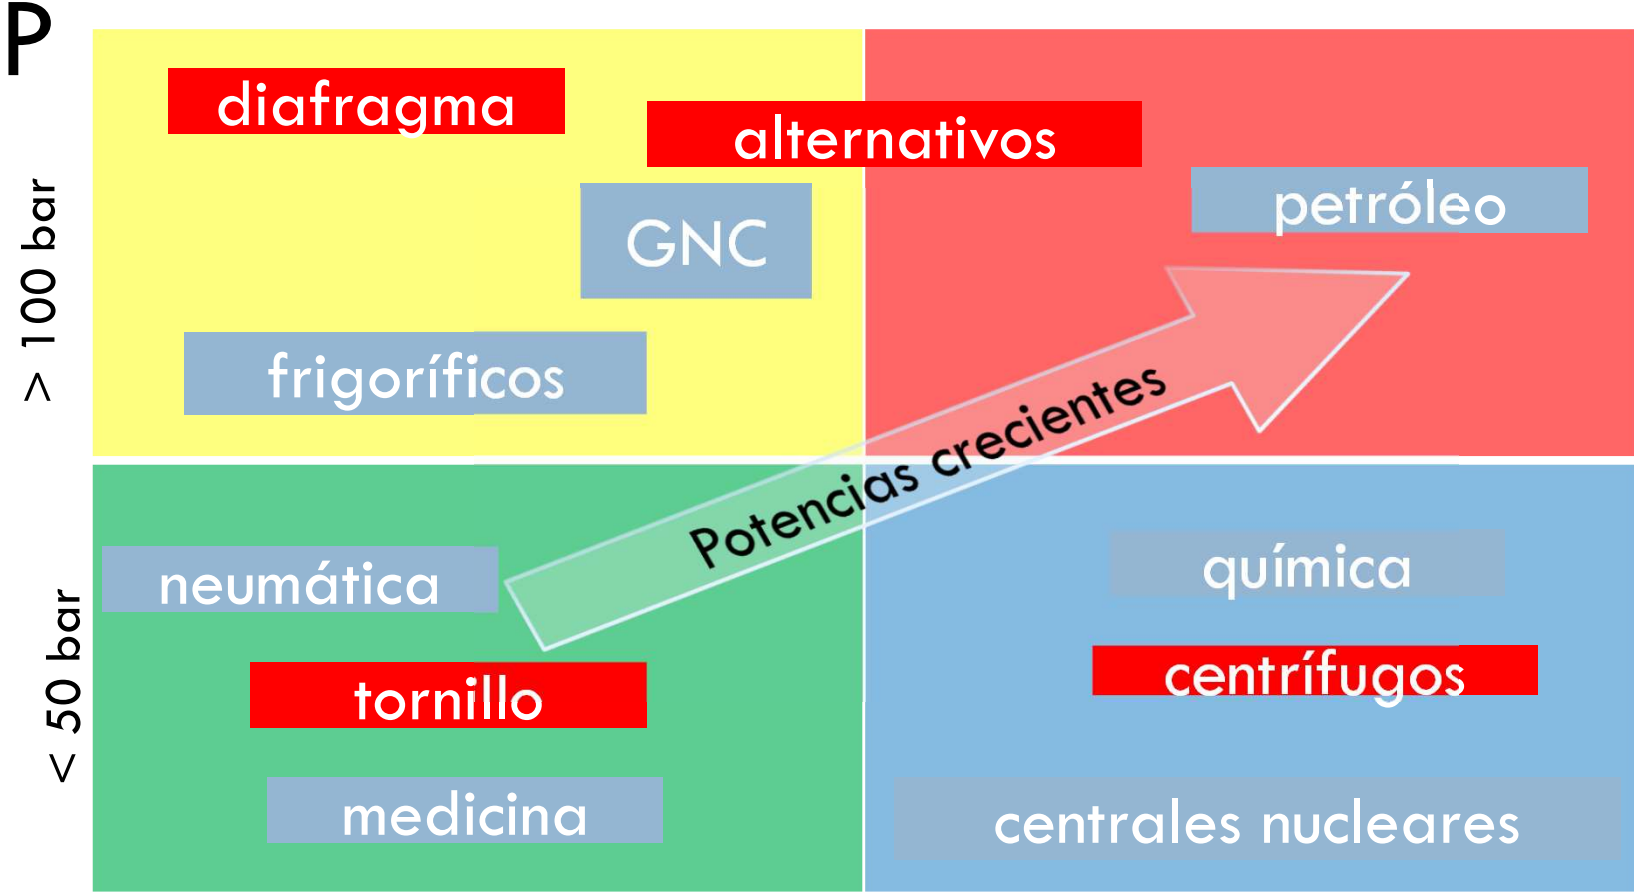 P
> 100 bar
diafragma
alternativos
petróleo
GNC
frigoríficos
Potencias crecientes
< 50 bar
neumática
química
tornillo
centrífugos
medicina
centrales nucleares